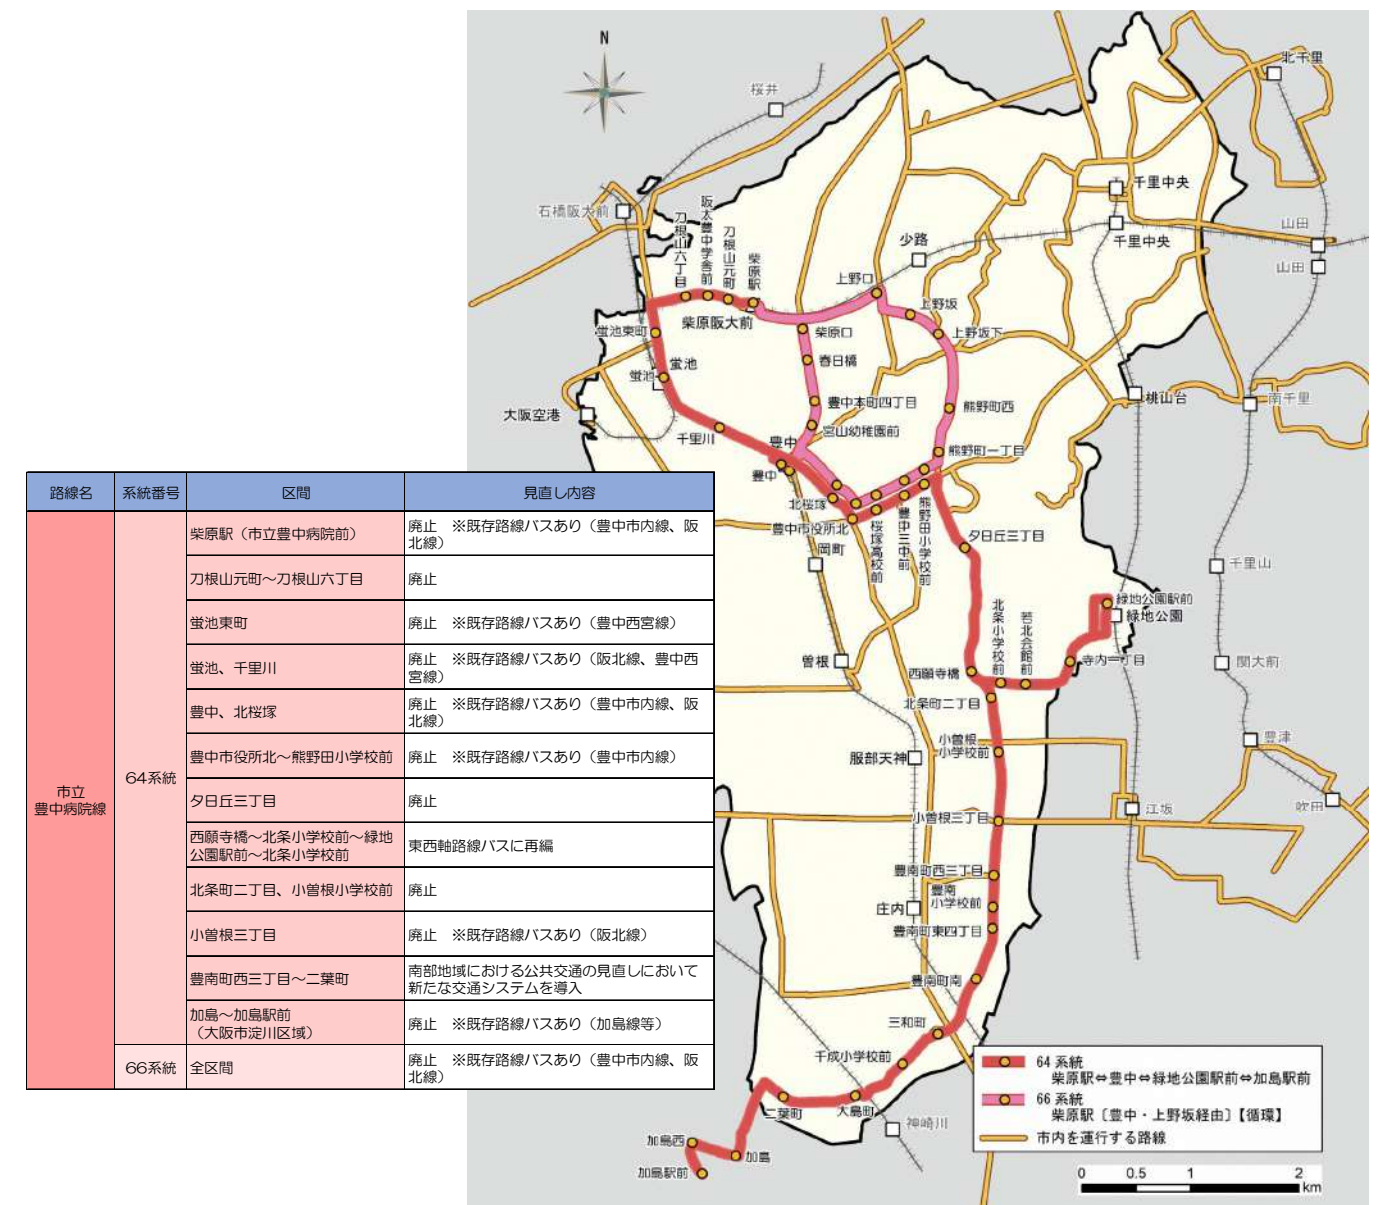 路線名 系統番号 区間 見直し内容
市立
豊中病院線
64系統
柴原駅（市立豊中病院前）
廃止　※既存路線バスあり（豊中市内線、阪
北線）
刀根山元町～刀根山六丁目
廃止
蛍池東町
廃止　※既存路線バスあり（豊中西宮線）
蛍池、千里川
廃止　※既存路線バスあり（阪北線、豊中西
宮線）
豊中、北桜塚
廃止　※既存路線バスあり（豊中市内線、阪
北線）
豊中市役所北～熊野田小学校前
廃止　※既存路線バスあり（豊中市内線）
夕日丘三丁目
廃止
西願寺橋～北条小学校前～緑地
公園駅前～北条小学校前
東西軸路線バスに再編
北条町二丁目、小曽根小学校前
廃止
小曽根三丁目
廃止　※既存路線バスあり（阪北線）
豊南町西三丁目～二葉町
南部地域における公共交通の見直しにおいて
新たな交通システムを導入
加島～加島駅前
（大阪市淀川区域）
廃止　※既存路線バスあり（加島線等）
66系統
全区間
廃止　※既存路線バスあり（豊中市内線、阪
北線）
N
北千里
桜井
千里中央
石橋阪大前
刀根山六丁目
阪大豊中学舎前
刀根山元町
柴原駅
少路
千里中央
山田
山田
上野口
上野坂
柴原阪大前
蛍池東町
柴原口
上野坂下
春日橋
蛍池
蛍池
豊中本町四丁目
熊野町西
桃山台
南千里
大阪空港
千里川
豊中
宮山幼稚園前
熊野町一丁目
豊中
北桜塚
豊中市役所北
桜塚高校前
豊中三中前
熊野田小学校前
夕日丘三丁目
岡町
千里山
北条小学校前
若北会館前
緑地公園駅前
緑地公園
曽根
西願寺橋
寺内一丁目
関大前
北条町二丁目
小曽根
小学校前
服部天神
豊津
江坂
吹田
小曽根三丁目
豊南町西三丁目
豊南
小学校前
庄内
豊南町東四丁目
豊南町南
三和町
千成小学校前
二葉町
大島町
神崎川
加島西
加島
加島駅前
64 系統
柴原駅⇔豊中⇔緑地公園駅前⇔加島駅前
66 系統
柴原駅〔豊中・上野坂経由〕【循環】
市内を運行する路線
0 0.5 1 2
km